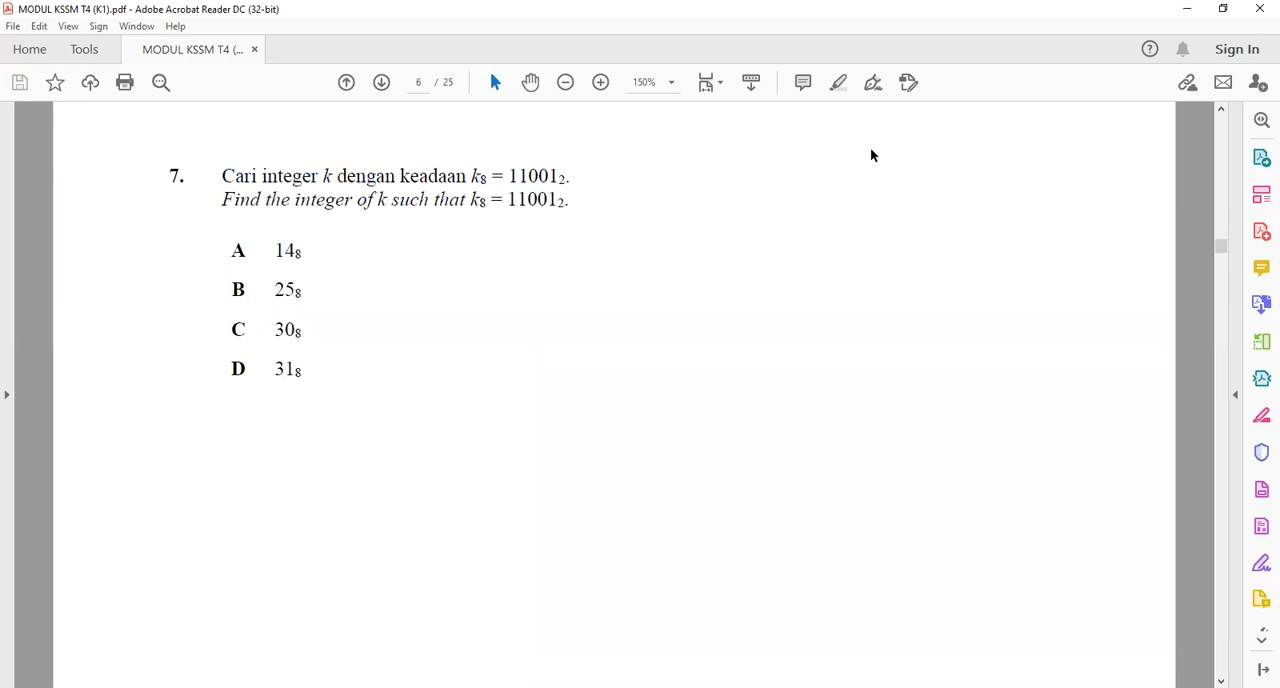 MODUL KSSM T4 (K1).pdf - Adobe Acrobat Reader DC (32-bit)
File Edit View Sign Window Help
Home Tools MODUL KSSM T4 (... × Sign In
6 / 25 150%
7. Cari integer k dengan keadaan k₈ = 11001₂.
Find the integer of k such that k₈ = 11001₂.
A 14₈
B 25₈
C 30₈
D 31₈